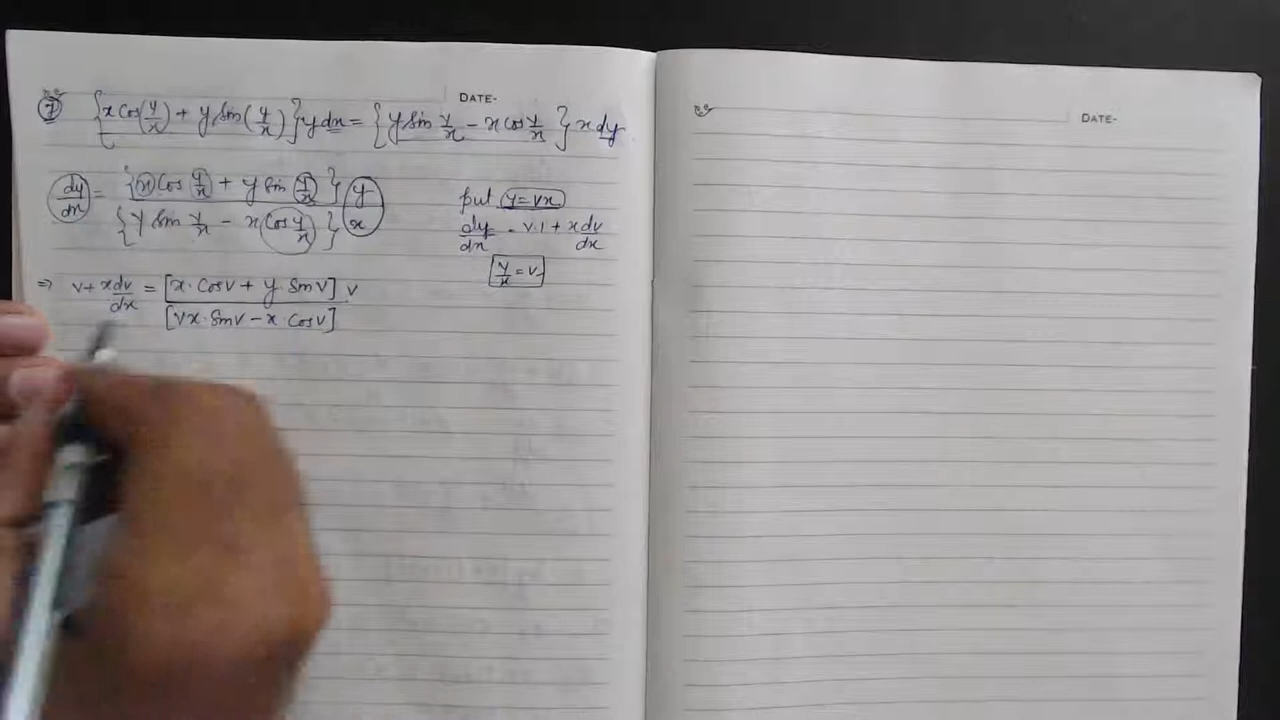 DATE-
⑦ {x cos(y/x) + y sin(y/x)} y dx = {y sin y/x - x cos y/x} x dy
dy/dx = {x cos y/x + y sin y/x} y / {y sin y/x - x cos y/x} x
put y = vx
dy/dx = v.1 + x dv/dx
y/x = v
⇒ v + x dv/dx = [x. cos v + y. sin v] v / [vx. sin v - x. cos v]
DATE-